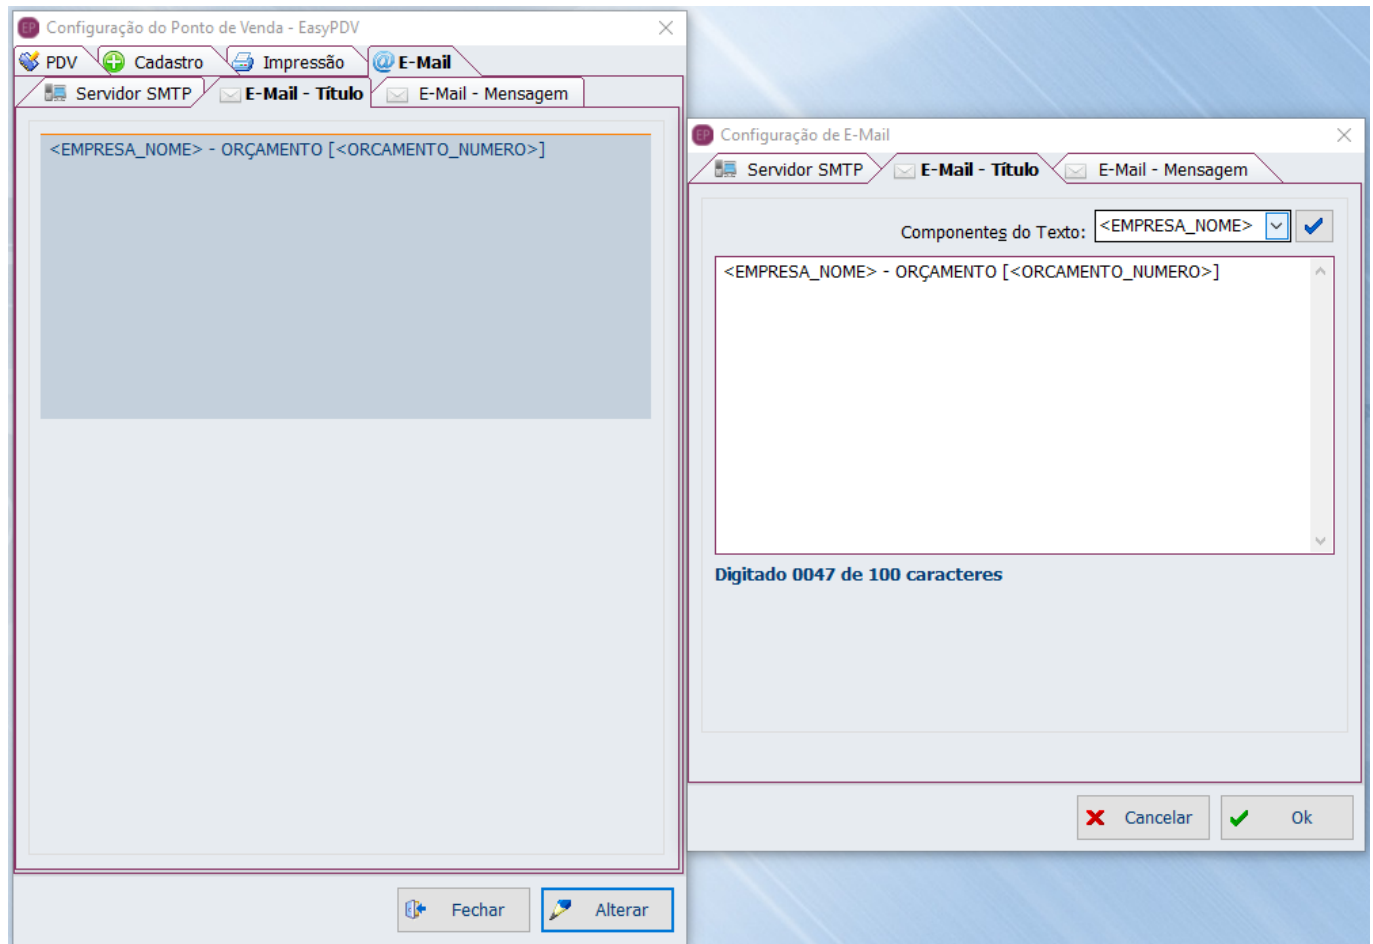 EP Configuração do Ponto de Venda - EasyPDV
PDV Cadastro Impressão @ E-Mail
Servidor SMTP E-Mail - Título E-Mail - Mensagem
<EMPRESA_NOME> - ORÇAMENTO [<ORCAMENTO_NUMERO>]
Fechar Alterar
EP Configuração de E-Mail
Servidor SMTP E-Mail - Título E-Mail - Mensagem
Componentes do Texto: <EMPRESA_NOME>
<EMPRESA_NOME> - ORÇAMENTO [<ORCAMENTO_NUMERO>]
Digitado 0047 de 100 caracteres
Cancelar Ok